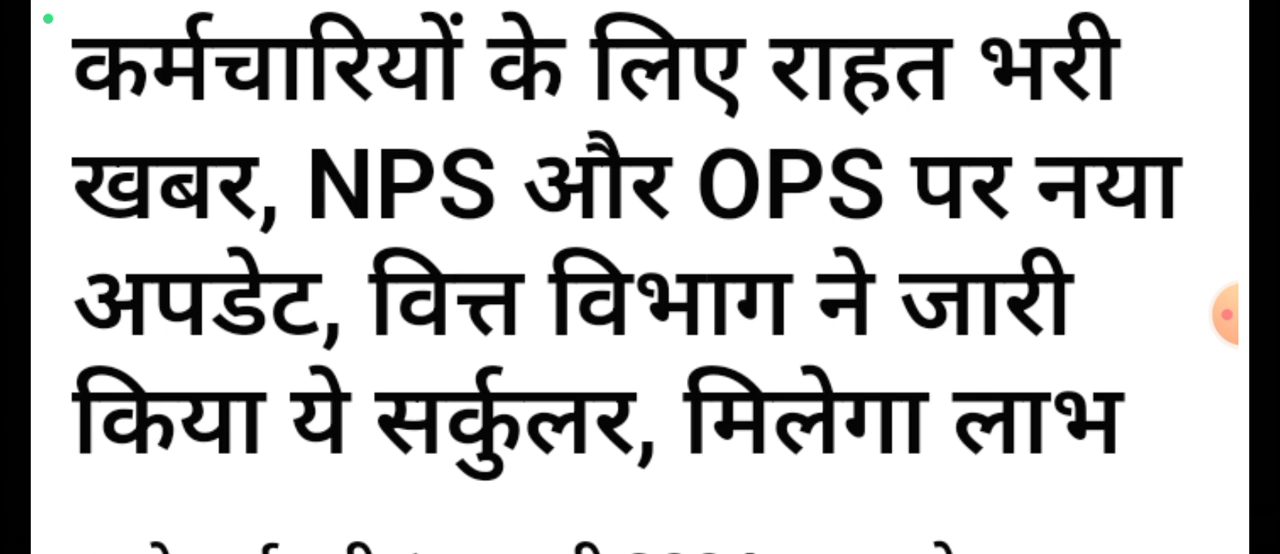 कर्मचारियों के लिए राहत भरी
खबर, NPS और OPS पर नया
अपडेट, वित्त विभाग ने जारी
किया ये सर्कुलर, मिलेगा लाभ